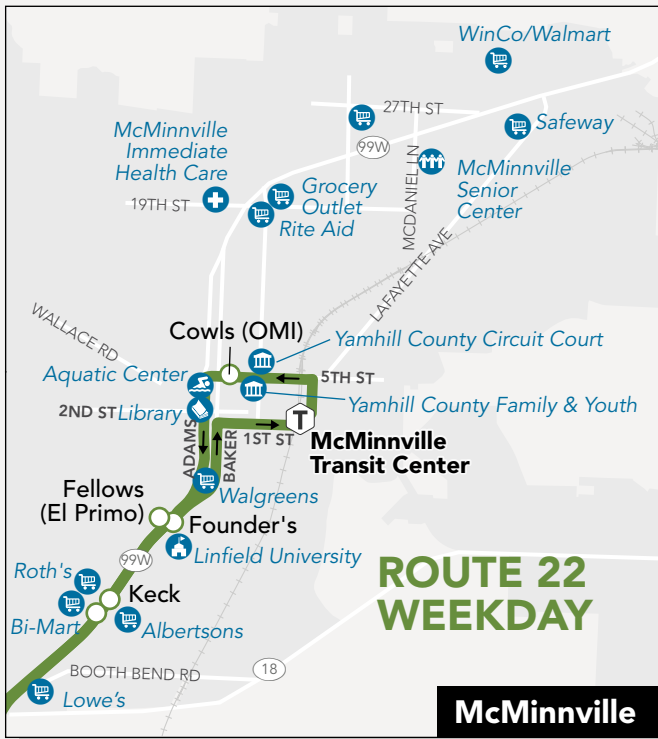 WinCo/Walmart
27TH ST
Safeway
McMinnville
Immediate
Health Care
99W
McMinnville
Senior
Center
MCDANIEL LN
Grocery
Outlet
Rite Aid
19TH ST
LAFAYETTE AVE
WALLACE RD
Cowls (OMI)
Yamhill County Circuit Court
Aquatic Center
5TH ST
2ND ST
Library
Yamhill County Family & Youth
ADAMS
BAKER
1ST ST
T
McMinnville
Transit Center
Walgreens
Fellows
(El Primo)
Founder's
Linfield University
99W
Roth's
Keck
Bi-Mart
Albertsons
ROUTE 22
WEEKDAY
BOOTH BEND RD
18
Lowe's
McMinnville